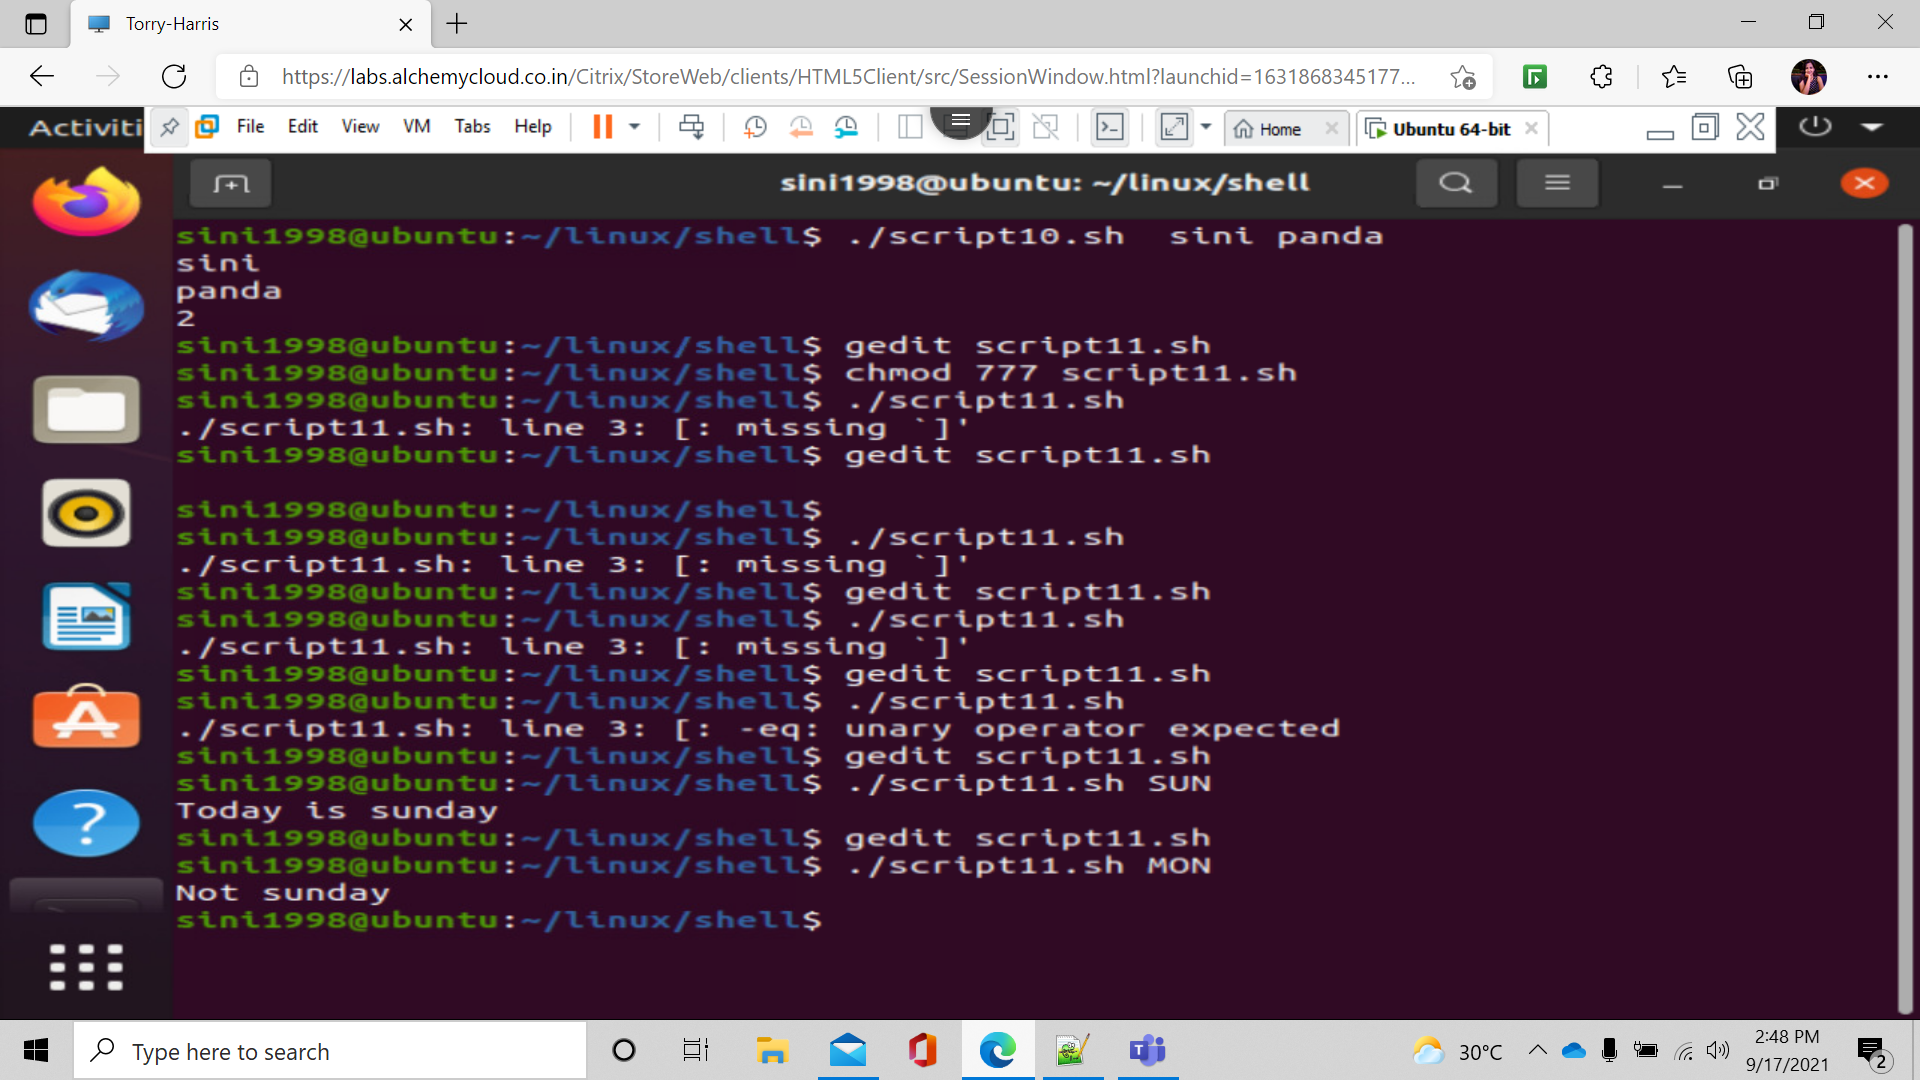 Torry-Harris
https://labs.alchemycloud.co.in/Citrix/StoreWeb/clients/HTML5Client/src/SessionWindow.html?launchid=1631868345177...
Activiti
File Edit View VM Tabs Help
Home
Ubuntu 64-bit
sini1998@ubuntu: ~/linux/shell
sini1998@ubuntu:~/linux/shell$ ./script10.sh  sini panda
sini
panda
2
sini1998@ubuntu:~/linux/shell$ gedit script11.sh
sini1998@ubuntu:~/linux/shell$ chmod 777 script11.sh
sini1998@ubuntu:~/linux/shell$ ./script11.sh
./script11.sh: line 3: [: missing `]'
sini1998@ubuntu:~/linux/shell$ gedit script11.sh
sini1998@ubuntu:~/linux/shell$
sini1998@ubuntu:~/linux/shell$ ./script11.sh
./script11.sh: line 3: [: missing `]'
sini1998@ubuntu:~/linux/shell$ gedit script11.sh
sini1998@ubuntu:~/linux/shell$ ./script11.sh
./script11.sh: line 3: [: missing `]'
sini1998@ubuntu:~/linux/shell$ gedit script11.sh
sini1998@ubuntu:~/linux/shell$ ./script11.sh
./script11.sh: line 3: [: -eq: unary operator expected
sini1998@ubuntu:~/linux/shell$ gedit script11.sh
sini1998@ubuntu:~/linux/shell$ ./script11.sh SUN
Today is sunday
sini1998@ubuntu:~/linux/shell$ gedit script11.sh
sini1998@ubuntu:~/linux/shell$ ./script11.sh MON
Not sunday
sini1998@ubuntu:~/linux/shell$
Type here to search
30°C
2:48 PM
9/17/2021
2